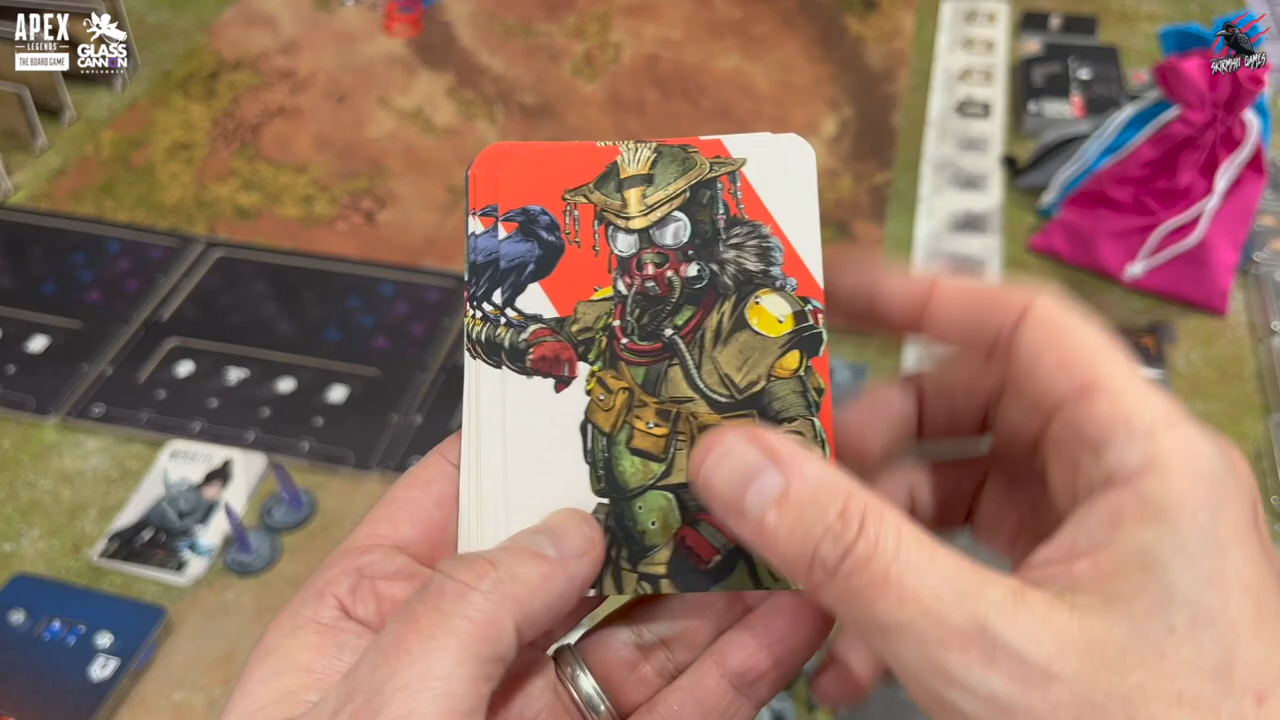 APEX
LEGENDS
THE BOARD GAME
GLASS
CANNON
UNPLUGGED
SKIRMISH GAMES